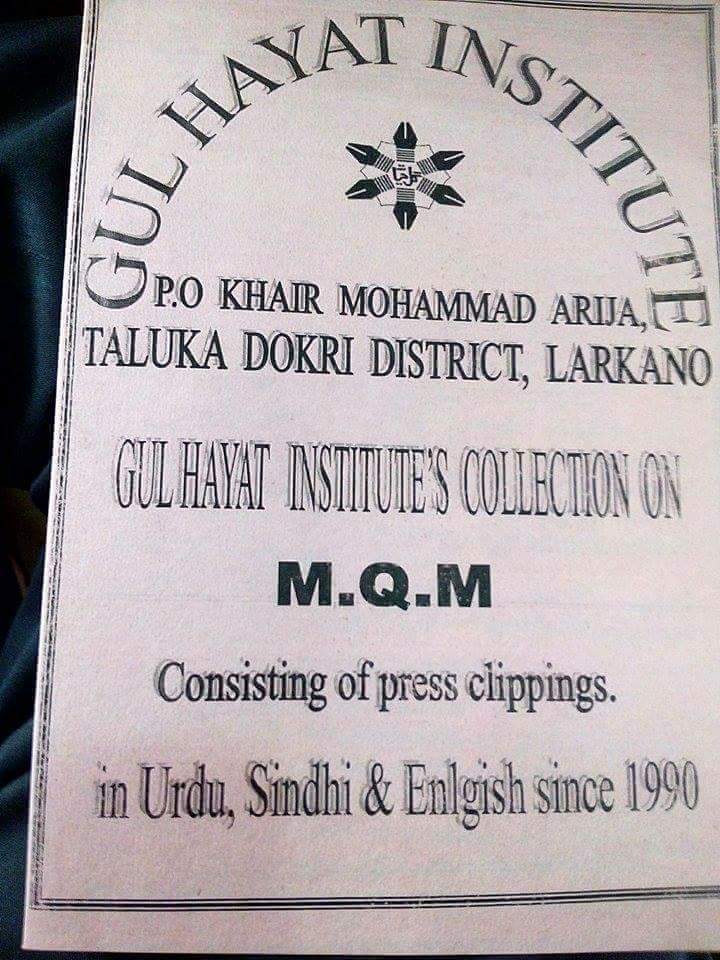 GUL HAYAT INSTITUTE
P.O KHAIR MOHAMMAD ARIJA,
TALUKA DOKRI DISTRICT, LARKANO
GUL HAYAT INSTITUTE'S COLLECTION ON
M.Q.M
Consisting of press clippings.
in Urdu, Sindhi & Enlgish since 1990